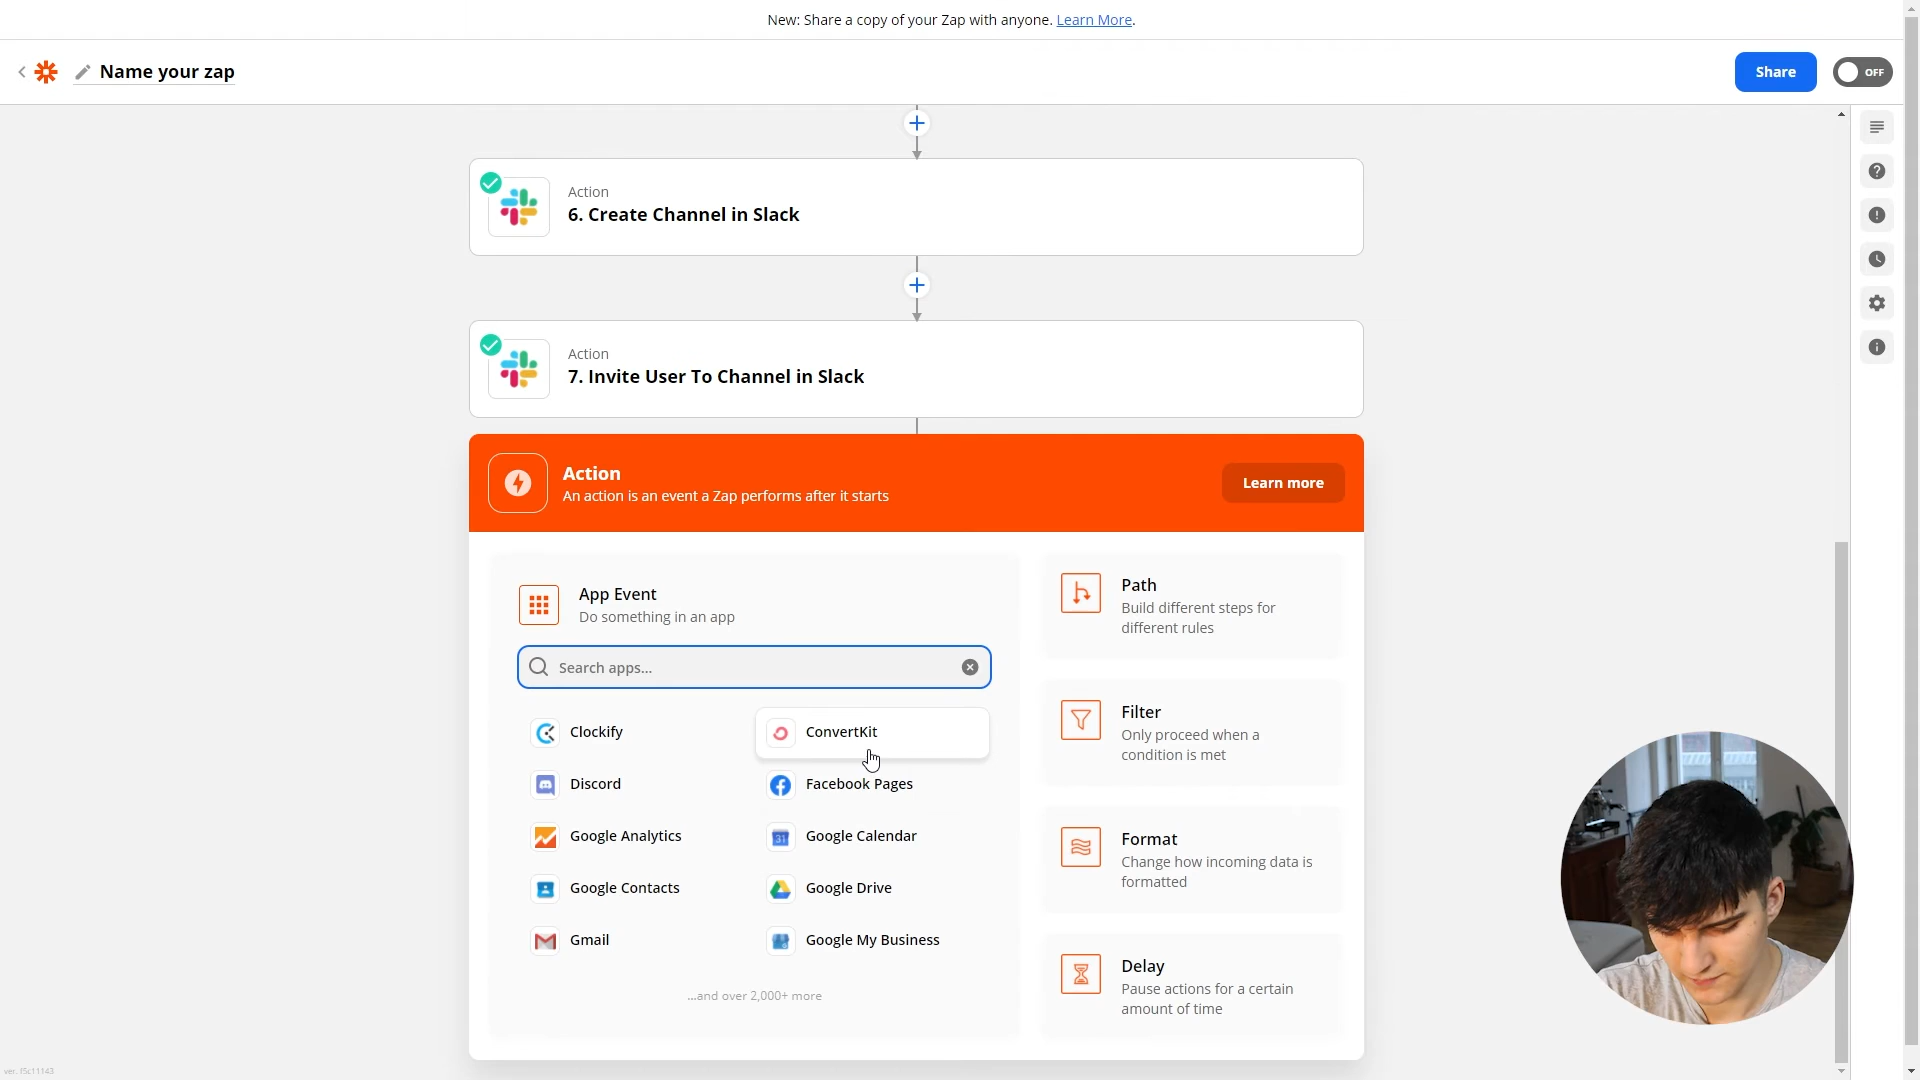 New: Share a copy of your Zap with anyone. Learn More.
Name your zap
Share
OFF
Action
6. Create Channel in Slack
Action
7. Invite User To Channel in Slack
Action
An action is an event a Zap performs after it starts
Learn more
App Event
Do something in an app
Search apps...
Clockify
ConvertKit
Discord
Facebook Pages
Google Analytics
Google Calendar
31
Google Contacts
Google Drive
Gmail
Google My Business
...and over 2,000+ more
Path
Build different steps for
different rules
Filter
Only proceed when a
condition is met
Format
Change how incoming data is
formatted
Delay
Pause actions for a certain
amount of time
ver. f5c11143